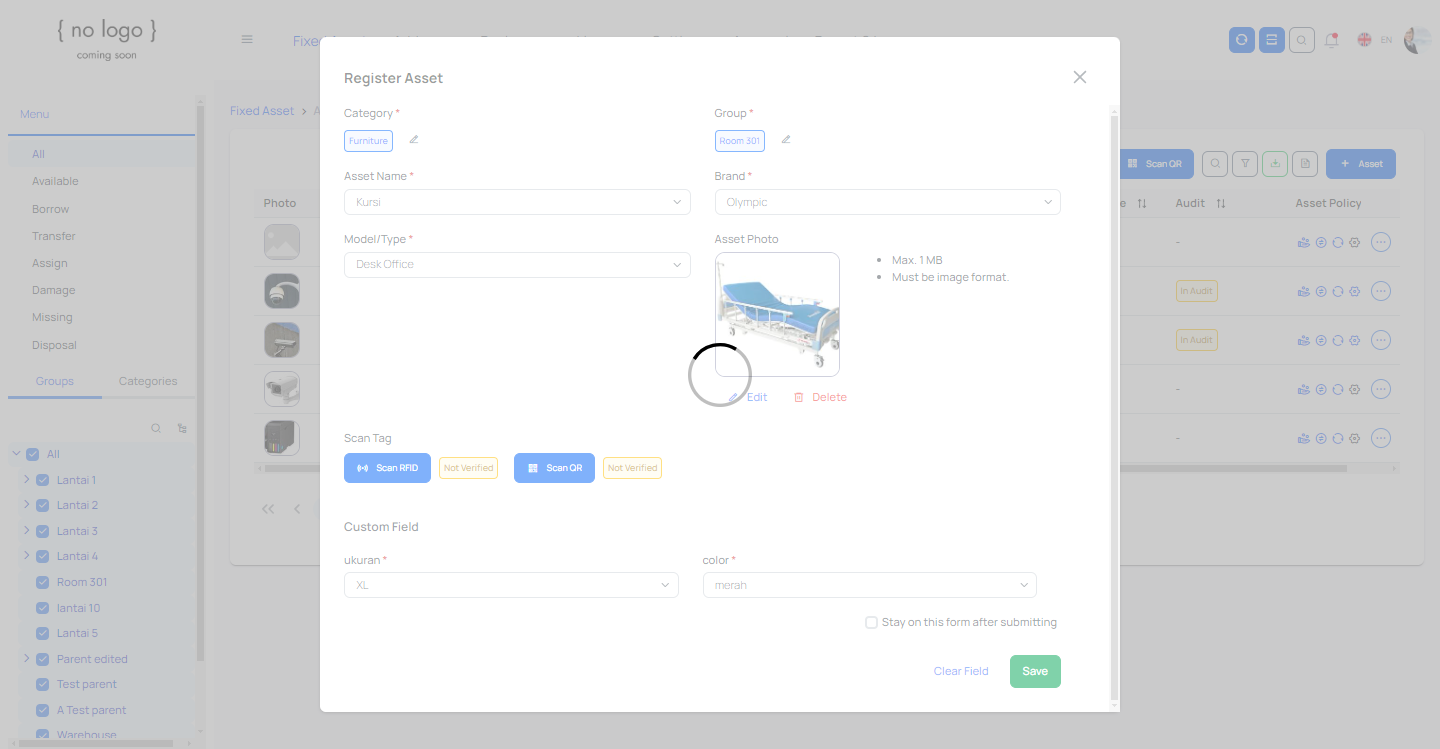 { no logo }
coming soon
EN
Menu
All
Available
Borrow
Transfer
Assign
Damage
Missing
Disposal
Groups
Categories
All
Lantai 1
Lantai 2
Lantai 3
Lantai 4
Room 301
lantai 10
Lantai 5
Parent edited
Test parent
A Test parent
Warehouse
Fixed Asset
Scan QR
Asset
Photo
Audit
Asset Policy
-
In Audit
In Audit
-
-
Register Asset
Category *
Group *
Furniture
Room 301
Asset Name *
Brand *
Kursi
Olympic
Model/Type *
Asset Photo
Desk Office
Max. 1 MB
Must be image format.
Edit
Delete
Scan Tag
Scan RFID
Not Verified
Scan QR
Not Verified
Custom Field
ukuran *
color *
XL
merah
Stay on this form after submitting
Clear Field
Save